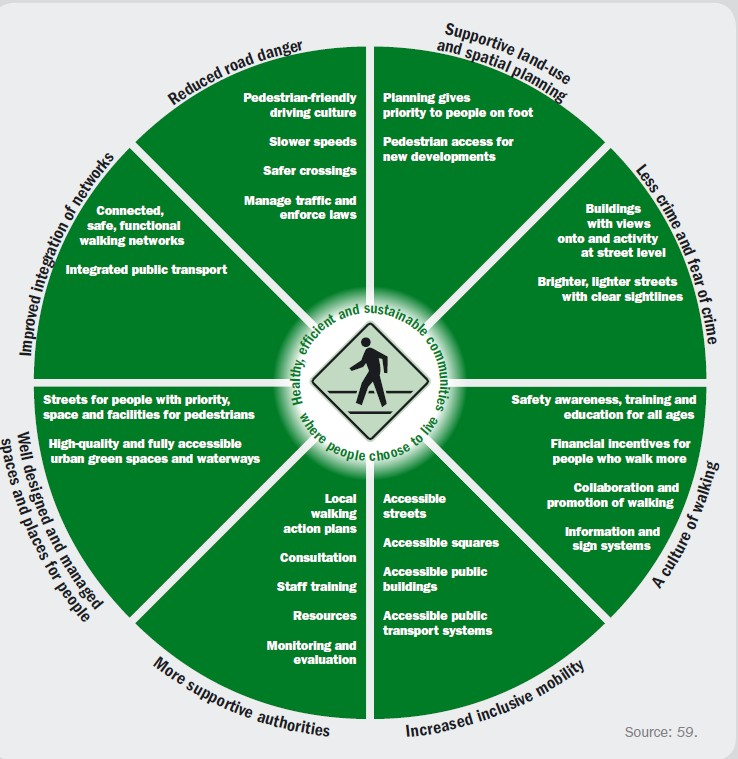 Supportive land-use
and spatial planning
Planning gives
priority to people on foot
Pedestrian access for
new developments
Less crime and fear of crime
Buildings
with views
onto and activity
at street level
Brighter, lighter streets
with clear sightlines
A culture of walking
Safety awareness, training and
education for all ages
Financial incentives for
people who walk more
Collaboration and
promotion of walking
Information and
sign systems
Increased inclusive mobility
Accessible
streets
Accessible squares
Accessible public
buildings
Accessible public
transport systems
More supportive authorities
Local
walking
action plans
Consultation
Staff training
Resources
Monitoring and
evaluation
Well designed and managed
spaces and places for people
Streets for people with priority,
space and facilities for pedestrians
High-quality and fully accessible
urban green spaces and waterways
Improved integration of networks
Connected,
safe, functional
walking networks
Integrated public transport
Reduced road danger
Pedestrian-friendly
driving culture
Slower speeds
Safer crossings
Manage traffic and
enforce laws
Healthy, efficient and sustainable communities
where people choose to live
Source: 59.